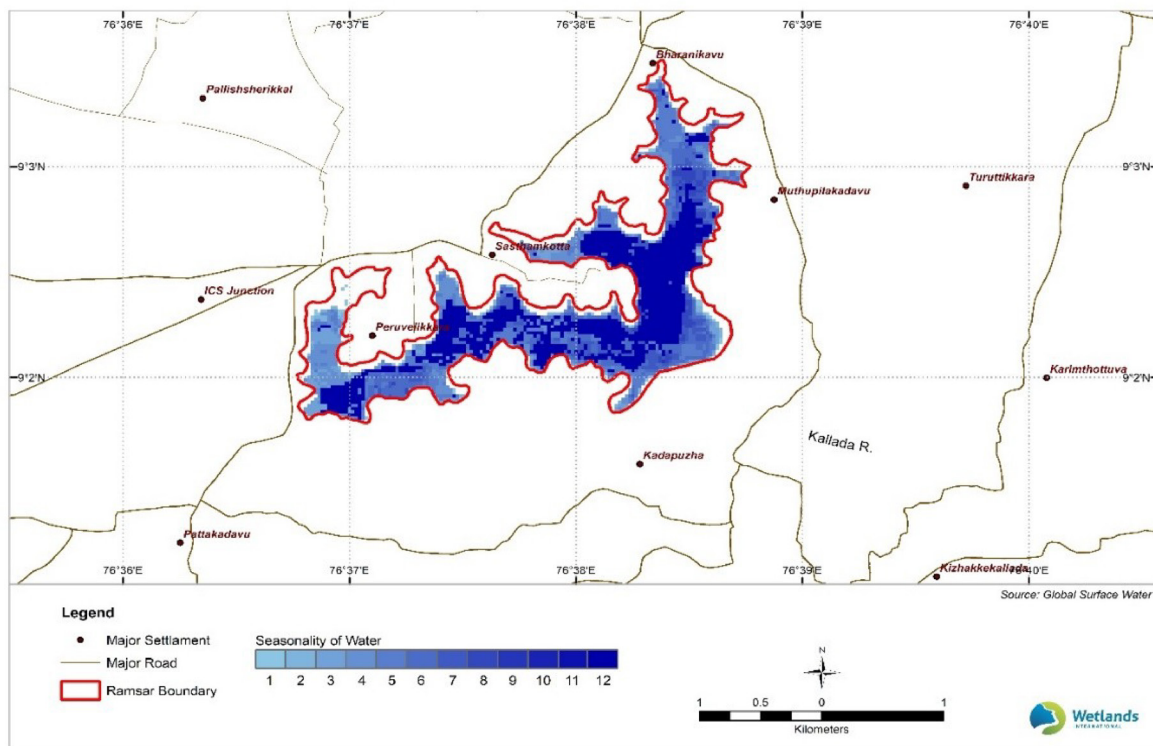 76°36'E 76°37'E 76°38'E 76°39'E 76°40'E
Bharanikavu
Pallishsherikkal
9°3'N 9°3'N
Turuttikkara
Muthupilakadavu
Sasthamkotta
ICS Junction
Peruvelikkara
9°2'N 9°2'N
Karimthottuva
Kallada R.
Kadapuzha
Pattakadavu
Kizhakkekallada
76°36'E 76°37'E 76°38'E 76°39'E 76°40'E
Source: Global Surface Water
Legend
Major Settlament
Major Road
Ramsar Boundary
Seasonality of Water
1 2 3 4 5 6 7 8 9 10 11 12
N
1 0.5 0 1
Kilometers
Wetlands
INTERNATIONAL